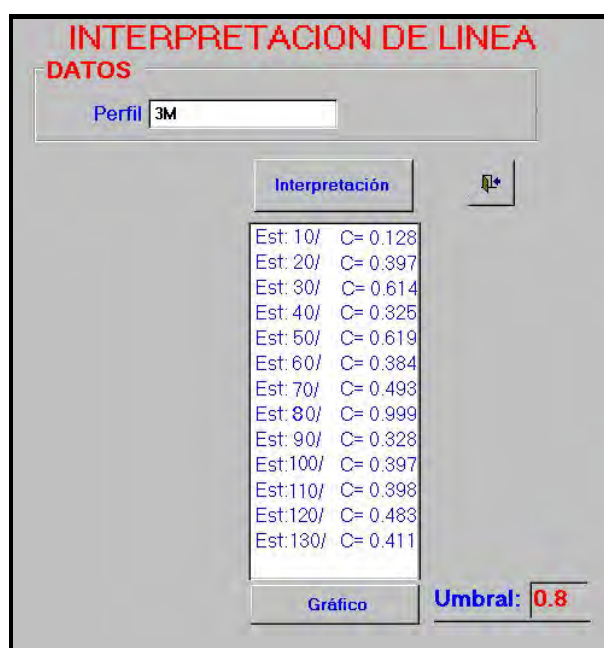 INTERPRETACION DE LINEA
DATOS
Perfil 3M
Interpretación
Est: 10/ C= 0.128
Est: 20/ C= 0.397
Est: 30/ C= 0.614
Est: 40/ C= 0.325
Est: 50/ C= 0.619
Est: 60/ C= 0.384
Est: 70/ C= 0.493
Est: 80/ C= 0.999
Est: 90/ C= 0.328
Est:100/ C= 0.397
Est:110/ C= 0.398
Est:120/ C= 0.483
Est:130/ C= 0.411
Gráfico Umbral: 0.8